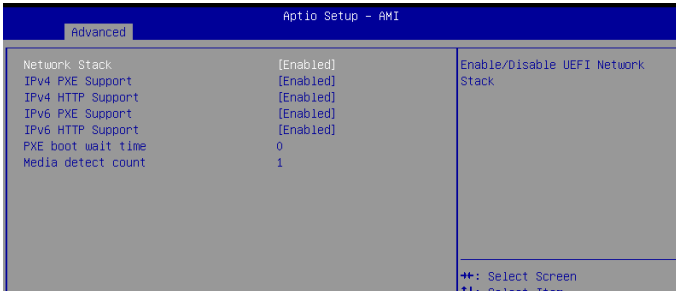 Aptio Setup – AMI
Advanced
Network Stack [Enabled]
IPv4 PXE Support [Enabled]
IPv4 HTTP Support [Enabled]
IPv6 PXE Support [Enabled]
IPv6 HTTP Support [Enabled]
PXE boot wait time 0
Media detect count 1
Enable/Disable UEFI Network
Stack
→←: Select Screen
↑↓: Select Item